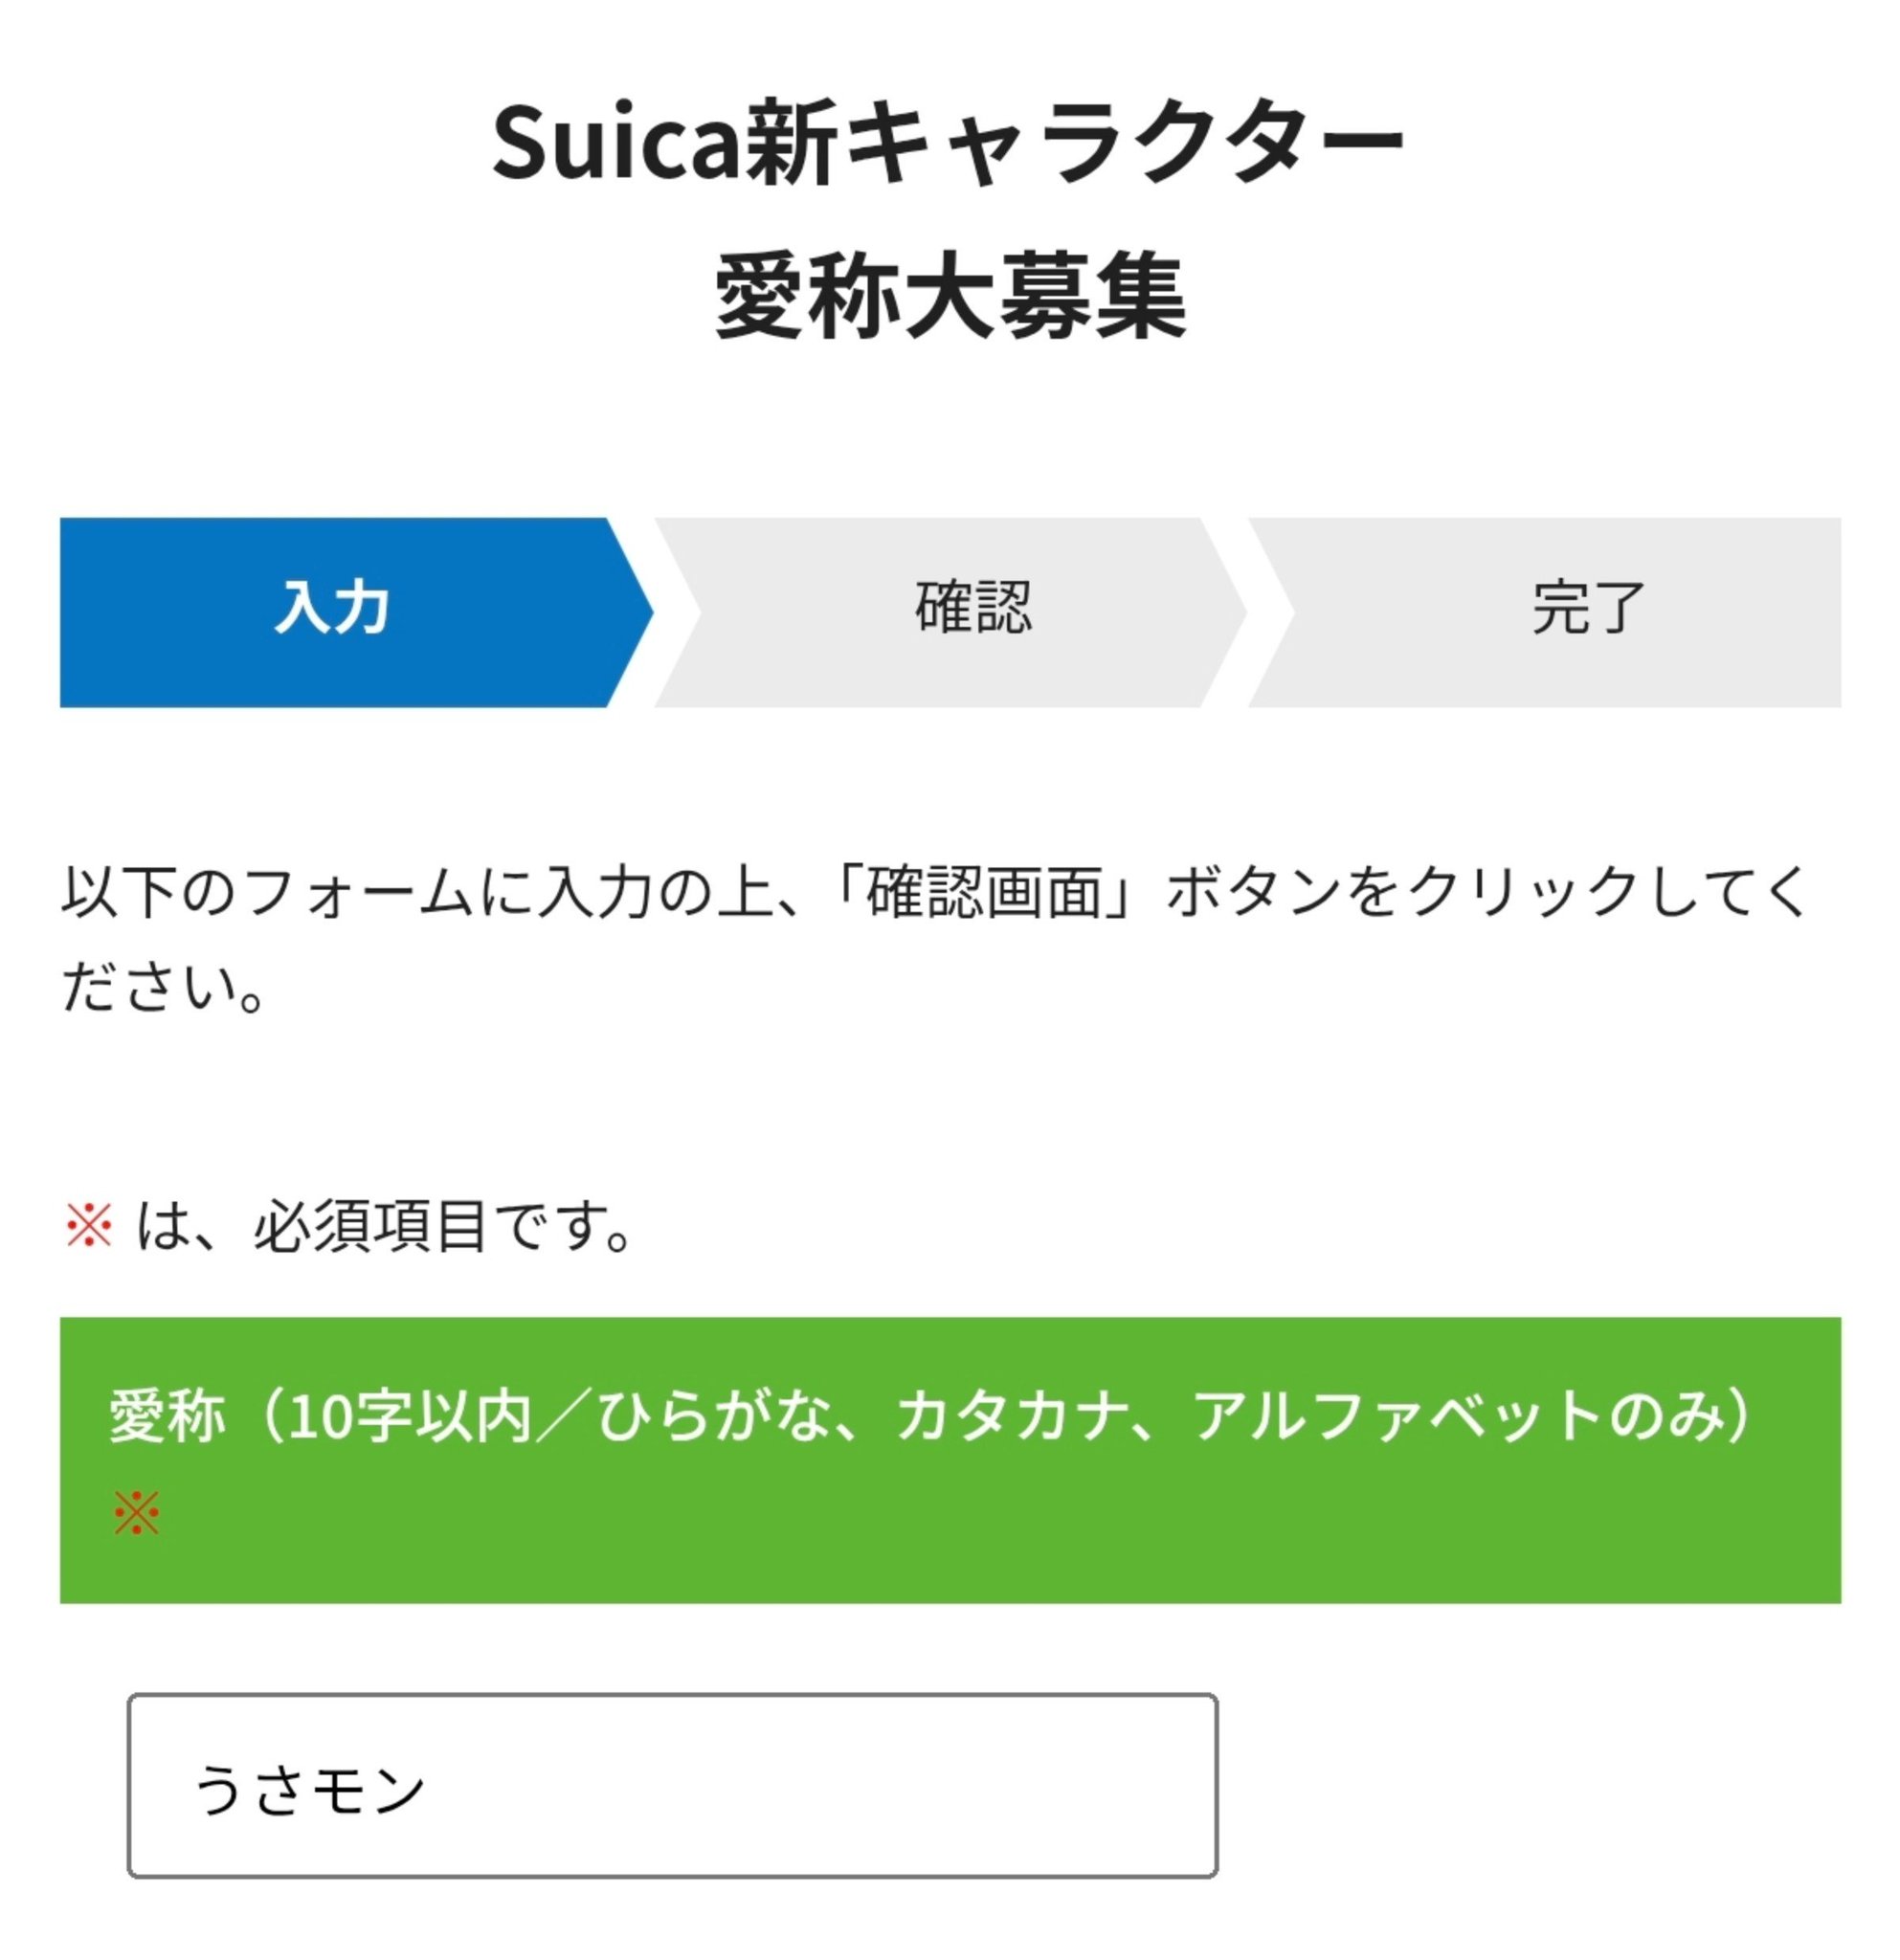 Suica新キャラクター
愛称大募集
入力
確認
完了
以下のフォームに入力の上、「確認画面」ボタンをクリックしてく
ださい。
※ は、必須項目です。
愛称（10字以内／ひらがな、カタカナ、アルファベットのみ）
※
うさモン